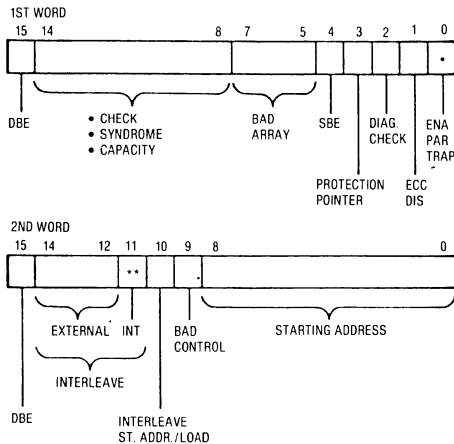 1ST WORD
15 14 8 7 5 4 3 2 1 0
•
DBE
• CHECK
• SYNDROME
• CAPACITY
BAD
ARRAY
SBE
DIAG.
CHECK
ENA
PAR
TRAP
PROTECTION
POINTER
ECC
DIS
2ND WORD
15 14 12 11 10 9 8 0
**
EXTERNAL INT
BAD
CONTROL
STARTING ADDRESS
INTERLEAVE
DBE
INTERLEAVE
ST. ADDR./LOAD